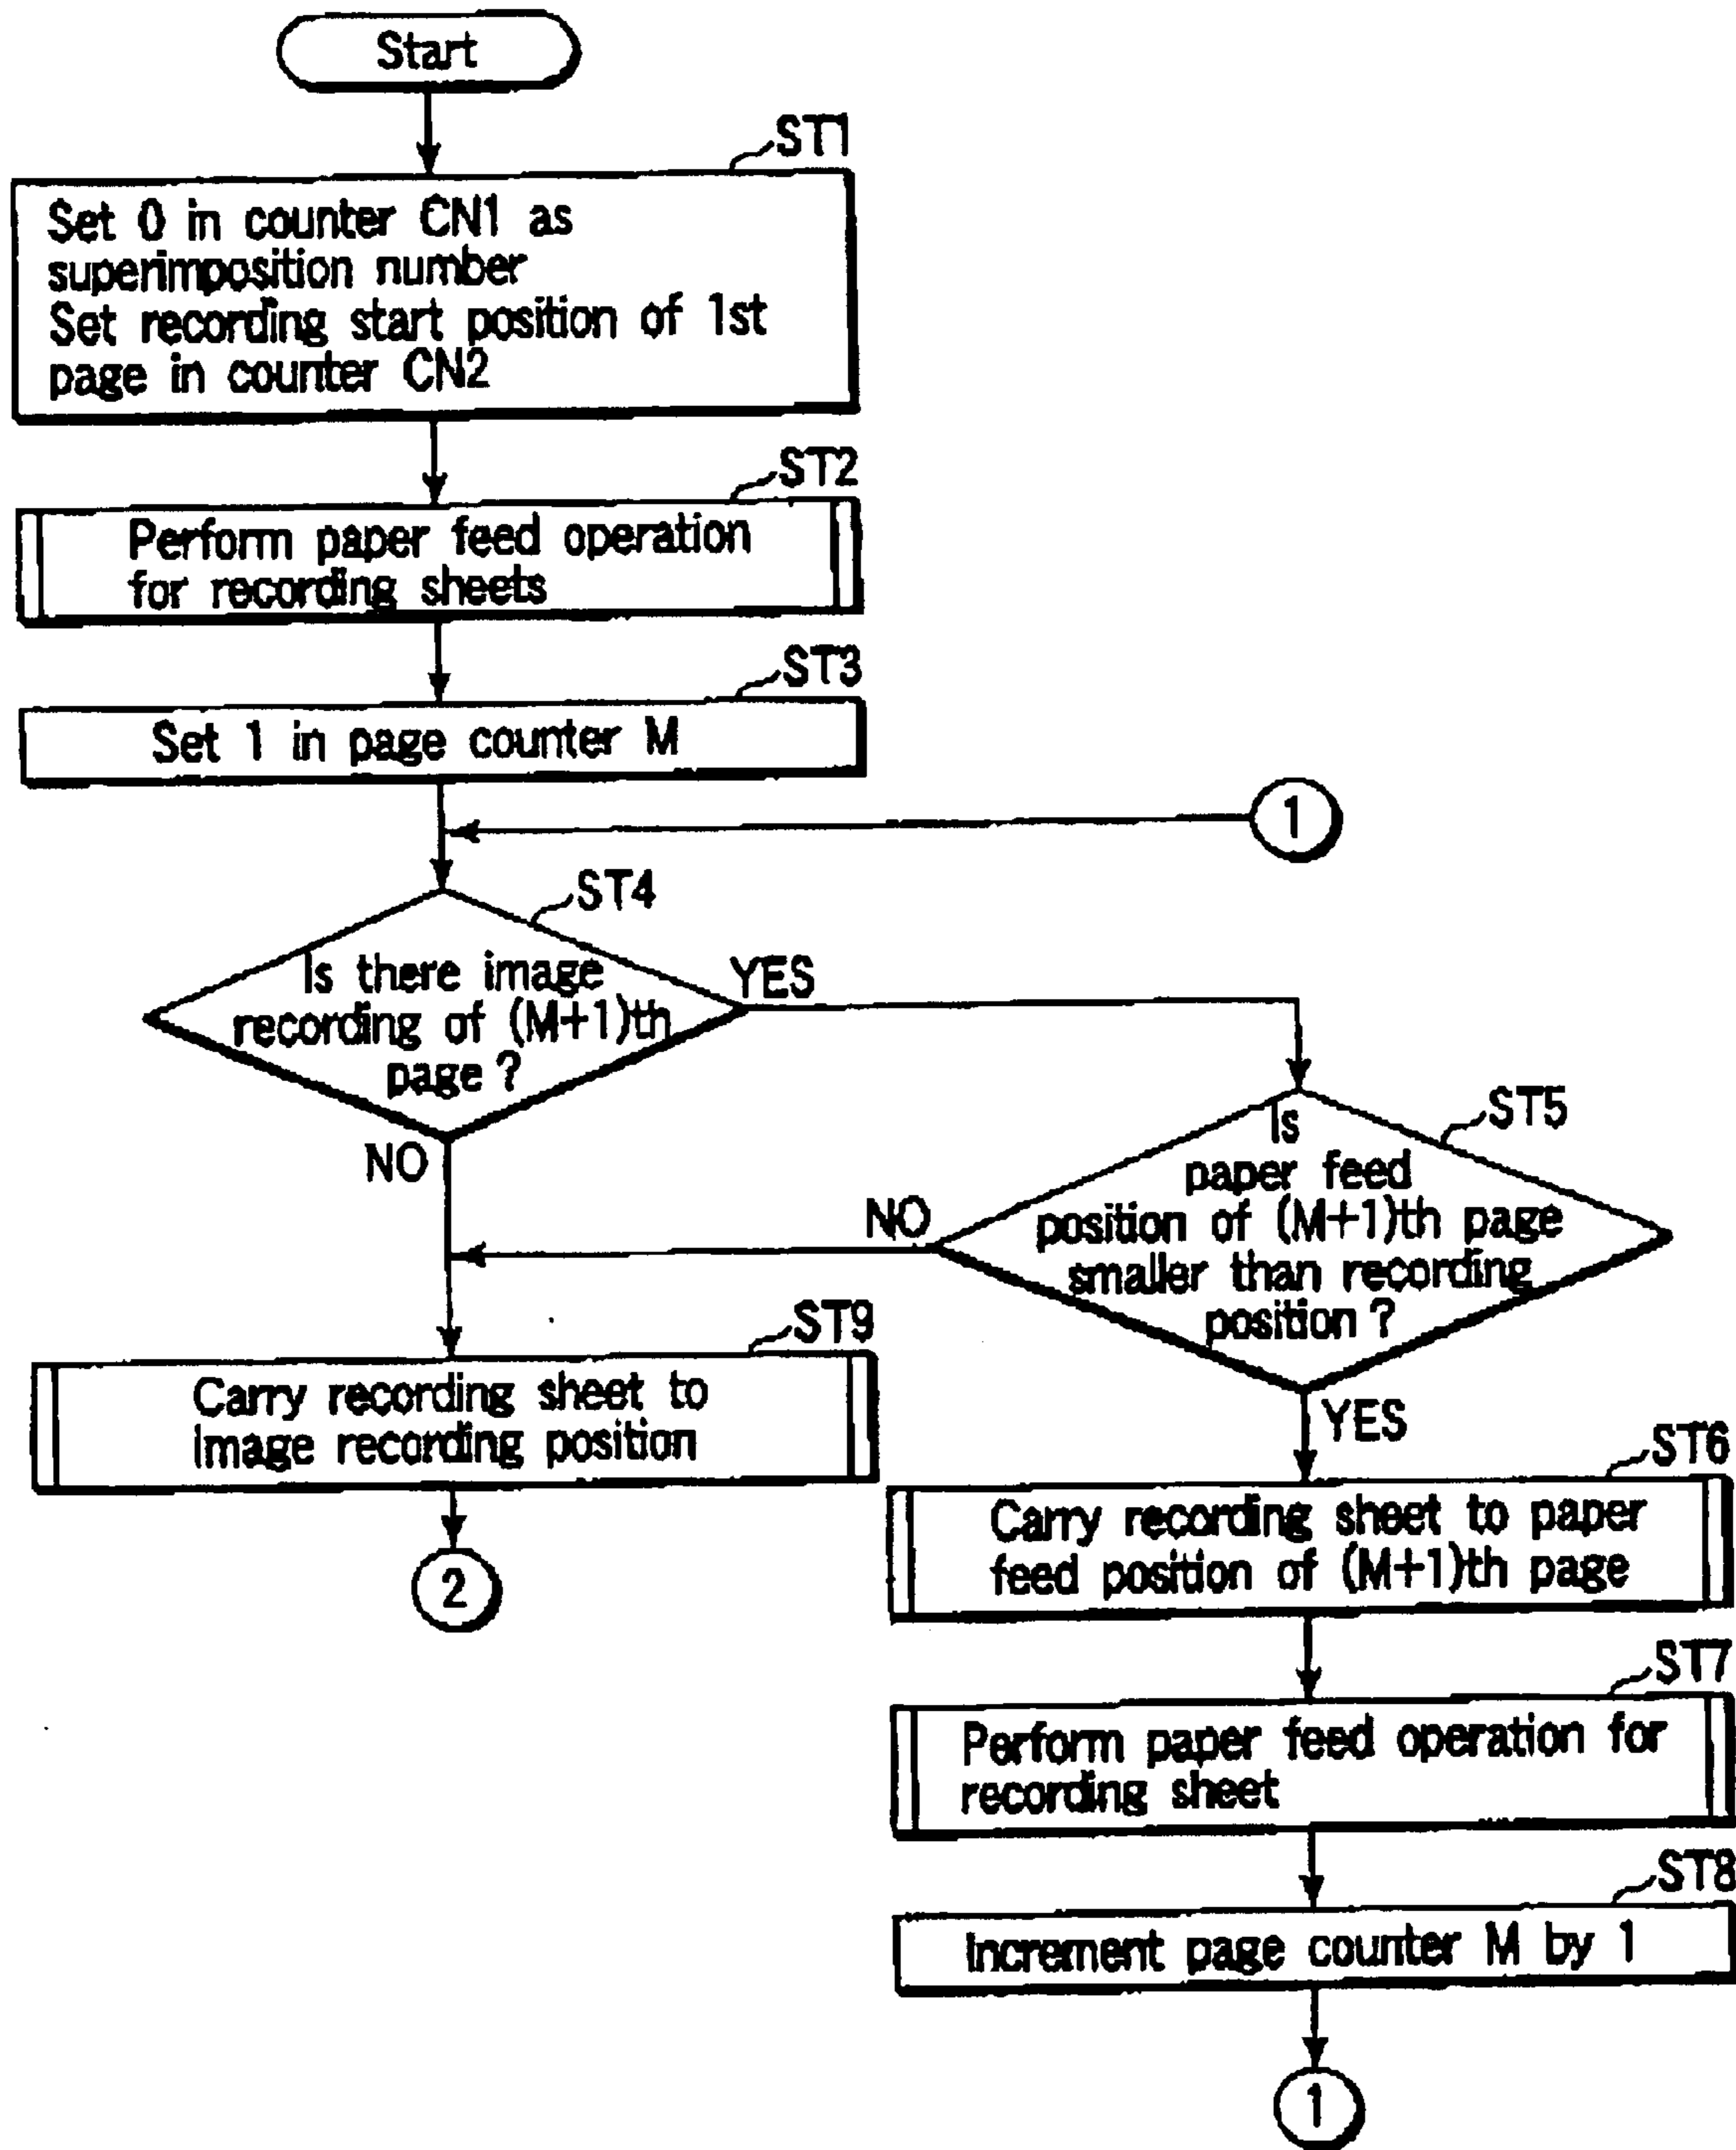 Start
ST1
Set 0 in counter CN1 as
superimposition number
Set recording start position of 1st
page in counter CN2
ST2
Perform paper feed operation
for recording sheets
ST3
Set 1 in page counter M
1
ST4
Is there image
recording of (M+1)th
page?
YES
NO
ST5
Is
paper feed
position of (M+1)th page
smaller than recording
position?
NO
YES
ST9
Carry recording sheet to
image recording position
2
ST6
Carry recording sheet to paper
feed position of (M+1)th page
ST7
Perform paper feed operation for
recording sheet
ST8
Increment page counter M by 1
1